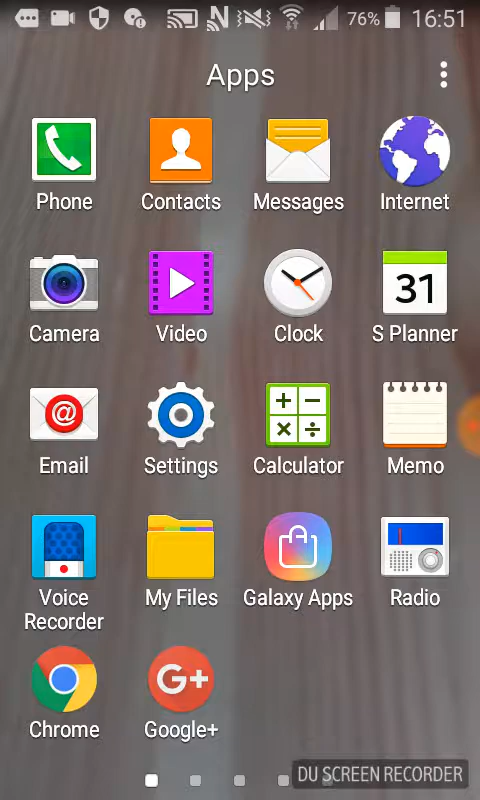 76% 16:51
Apps
Phone Contacts Messages Internet
31
Camera Video Clock S Planner
@
Email Settings Calculator Memo
Voice Recorder My Files Galaxy Apps Radio
G+
Chrome Google+
DU SCREEN RECORDER